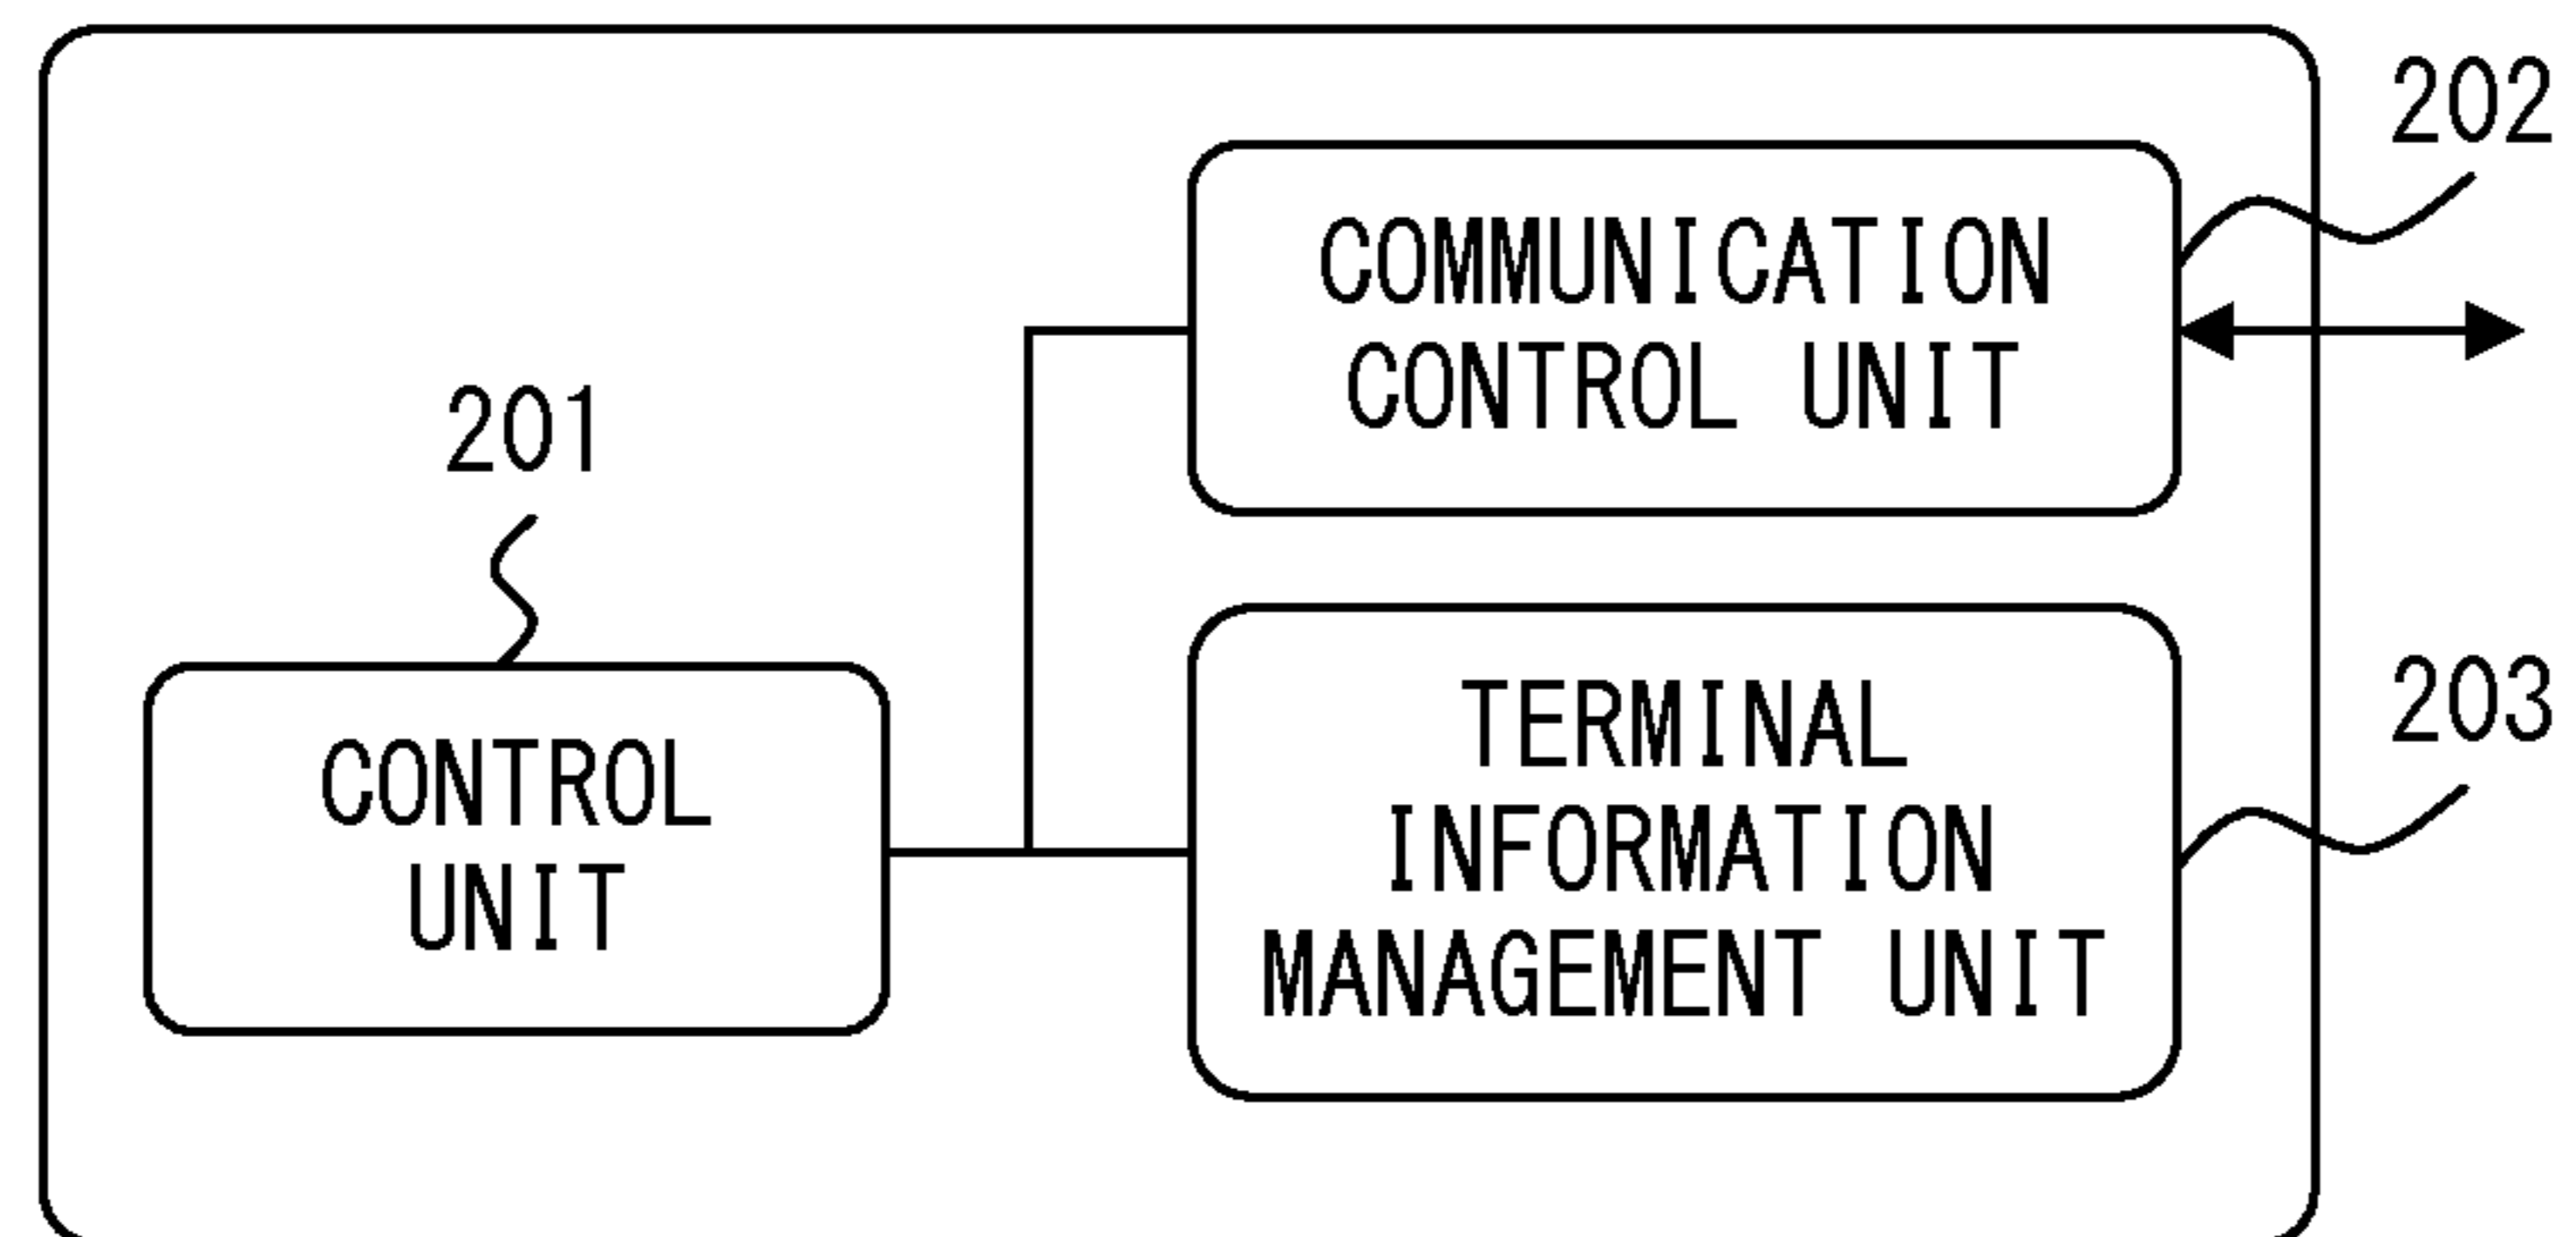 202
COMMUNICATION
CONTROL UNIT
201
CONTROL
UNIT
TERMINAL
INFORMATION
MANAGEMENT UNIT
203